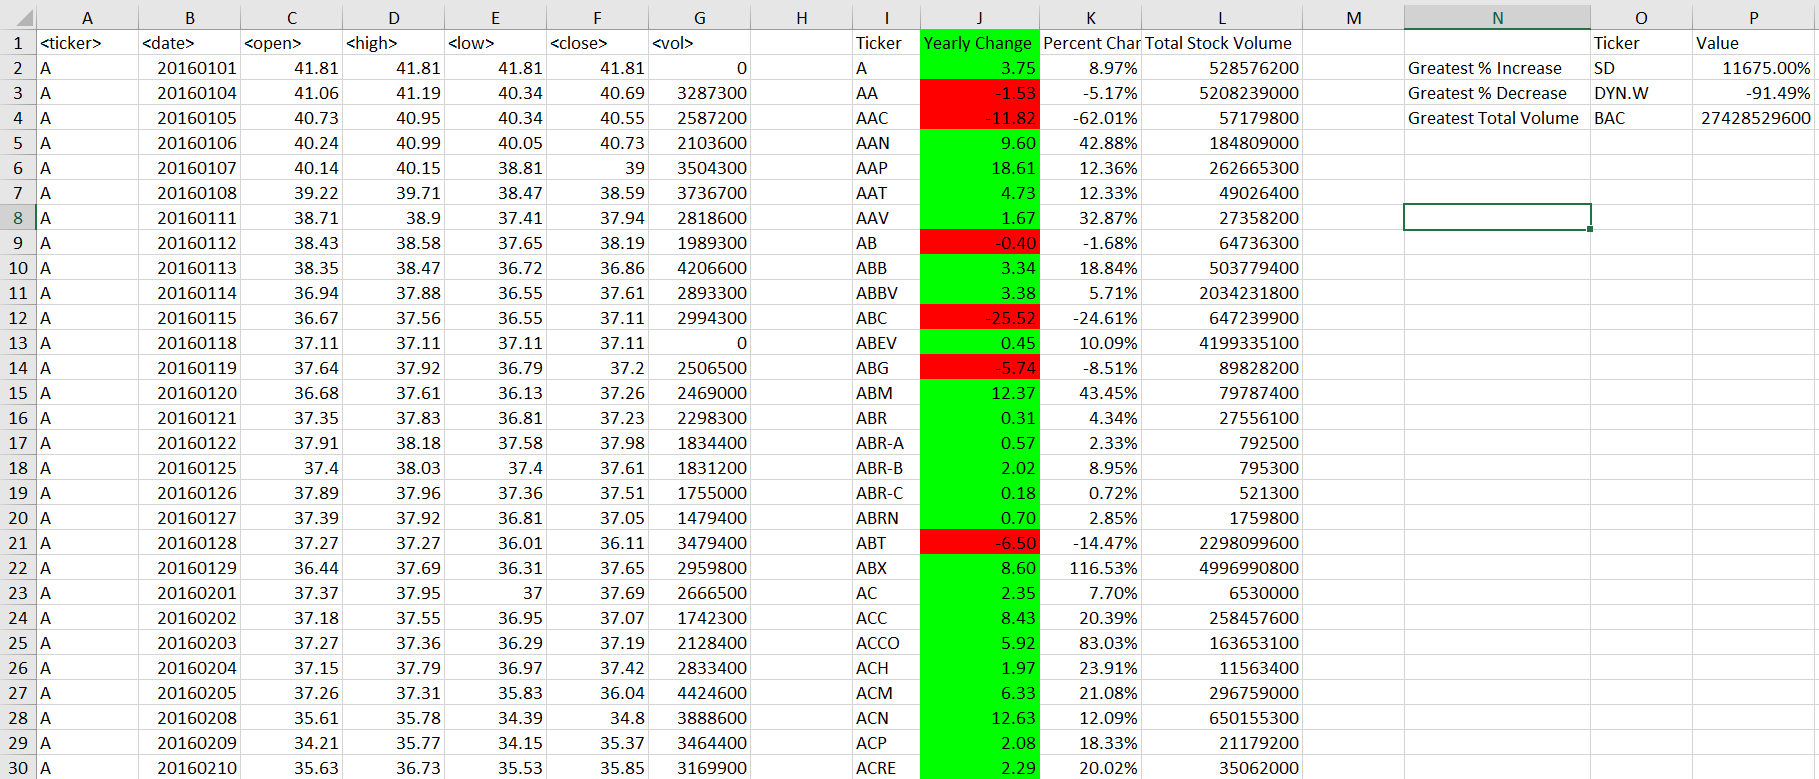 A B C D E F G H I J K L M N O P
1 <ticker> <date> <open> <high> <low> <close> <vol> Ticker Yearly Change Percent Char Total Stock Volume Ticker Value
2 A 20160101 41.81 41.81 41.81 41.81 0 A 3.75 8.97% 528576200 Greatest % Increase SD 11675.00%
3 A 20160104 41.06 41.19 40.34 40.69 3287300 AA -1.53 -5.17% 5208239000 Greatest % Decrease DYN.W -91.49%
4 A 20160105 40.73 40.95 40.34 40.55 2587200 AAC -11.82 -62.01% 57179800 Greatest Total Volume BAC 27428529600
5 A 20160106 40.24 40.99 40.05 40.73 2103600 AAN 9.60 42.88% 184809000
6 A 20160107 40.14 40.15 38.81 39 3504300 AAP 18.61 12.36% 262665300
7 A 20160108 39.22 39.71 38.47 38.59 3736700 AAT 4.73 12.33% 49026400
8 A 20160111 38.71 38.9 37.41 37.94 2818600 AAV 1.67 32.87% 27358200
9 A 20160112 38.43 38.58 37.65 38.19 1989300 AB -0.40 -1.68% 64736300
10 A 20160113 38.35 38.47 36.72 36.86 4206600 ABB 3.34 18.84% 503779400
11 A 20160114 36.94 37.88 36.55 37.61 2893300 ABBV 3.38 5.71% 2034231800
12 A 20160115 36.67 37.56 36.55 37.11 2994300 ABC -25.52 -24.61% 647239900
13 A 20160118 37.11 37.11 37.11 37.11 0 ABEV 0.45 10.09% 4199335100
14 A 20160119 37.64 37.92 36.79 37.2 2506500 ABG -5.74 -8.51% 89828200
15 A 20160120 36.68 37.61 36.13 37.26 2469000 ABM 12.37 43.45% 79787400
16 A 20160121 37.35 37.83 36.81 37.23 2298300 ABR 0.31 4.34% 27556100
17 A 20160122 37.91 38.18 37.58 37.98 1834400 ABR-A 0.57 2.33% 792500
18 A 20160125 37.4 38.03 37.4 37.61 1831200 ABR-B 2.02 8.95% 795300
19 A 20160126 37.89 37.96 37.36 37.51 1755000 ABR-C 0.18 0.72% 521300
20 A 20160127 37.39 37.92 36.81 37.05 1479400 ABRN 0.70 2.85% 1759800
21 A 20160128 37.27 37.27 36.01 36.11 3479400 ABT -6.50 -14.47% 2298099600
22 A 20160129 36.44 37.69 36.31 37.65 2959800 ABX 8.60 116.53% 4996990800
23 A 20160201 37.37 37.95 37 37.69 2666500 AC 2.35 7.70% 6530000
24 A 20160202 37.18 37.55 36.95 37.07 1742300 ACC 8.43 20.39% 258457600
25 A 20160203 37.27 37.36 36.29 37.19 2128400 ACCO 5.92 83.03% 163653100
26 A 20160204 37.15 37.79 36.97 37.42 2833400 ACH 1.97 23.91% 11563400
27 A 20160205 37.26 37.31 35.83 36.04 4424600 ACM 6.33 21.08% 296759000
28 A 20160208 35.61 35.78 34.39 34.8 3888600 ACN 12.63 12.09% 650155300
29 A 20160209 34.21 35.77 34.15 35.37 3464400 ACP 2.08 18.33% 21179200
30 A 20160210 35.63 36.73 35.53 35.85 3169900 ACRE 2.29 20.02% 35062000